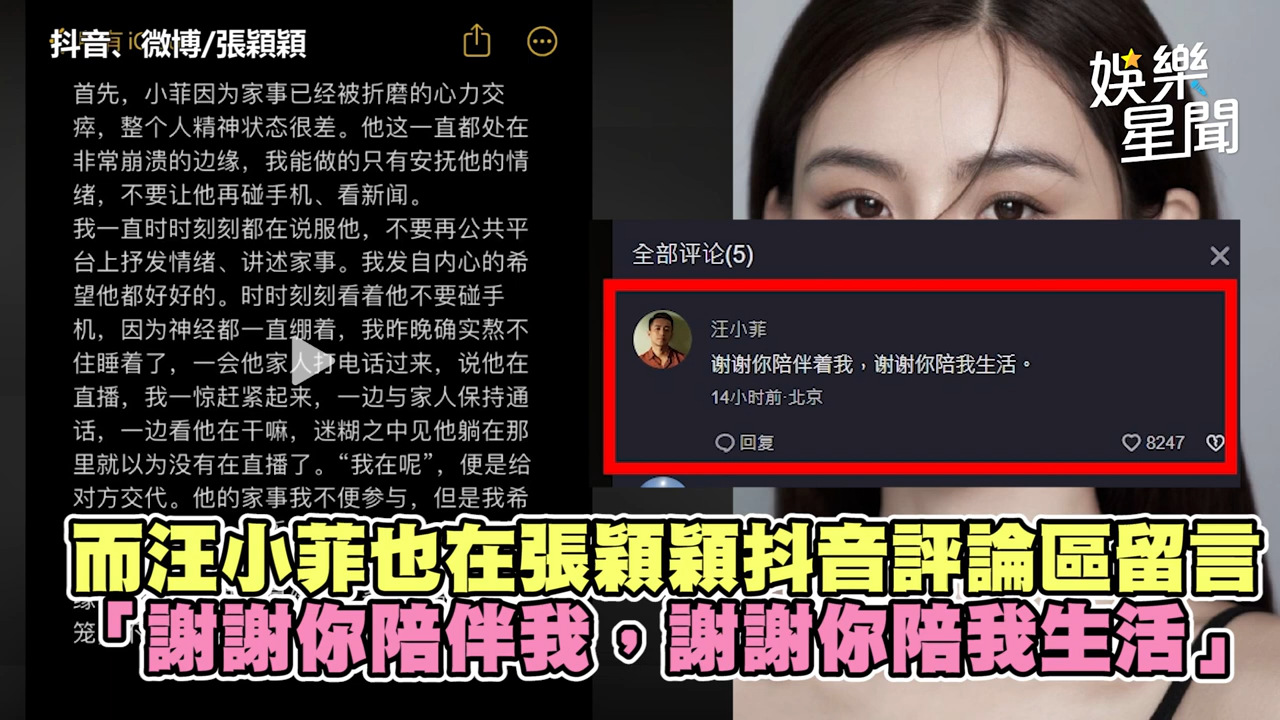 抖音、微博/張穎穎
娛樂
星聞
首先，小菲因为家事已经被折磨的心力交
瘁，整个人精神状态很差。他这一直都处在
非常崩溃的边缘，我能做的只有安抚他的情
绪，不要让他再碰手机、看新闻。
我一直时时刻刻都在说服他，不要再公共平
台上抒发情绪、讲述家事。我发自内心的希
望他都好好的。时时刻刻看着他不要碰手
机，因为神经都一直绷着，我昨晚确实熬不
住睡着了，一会他家人打电话过来，说他在
直播，我一惊赶紧起来，一边与家人保持通
话，一边看他在干嘛，迷糊之中见他躺在那
里就以为没有在直播了。“我在呢”，便是给
对方交代。他的家事我不便参与，但是我希
全部评论(5)
汪小菲
谢谢你陪伴着我，谢谢你陪我生活。
14小时前·北京
回复
8247
而汪小菲也在張穎穎抖音評論區留言
「謝謝你陪伴我，謝謝你陪我生活」